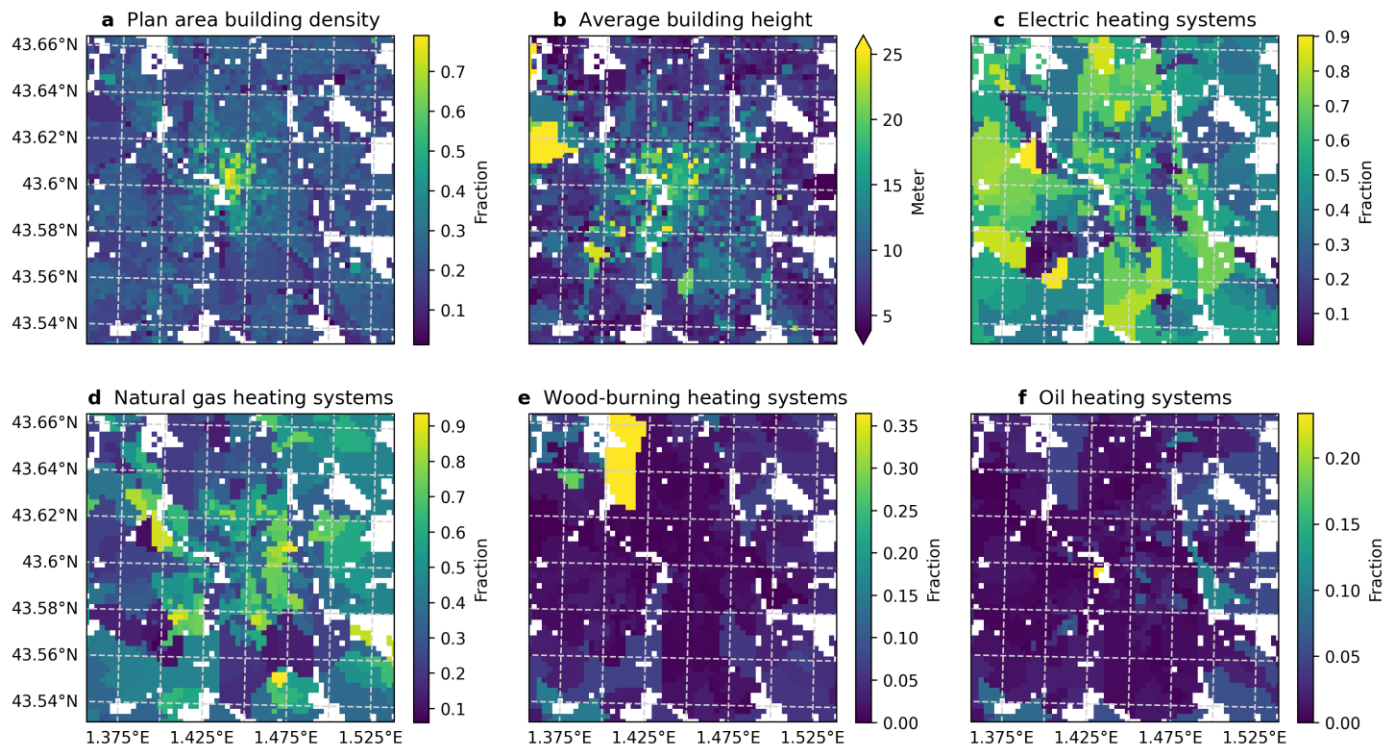 a Plan area building density
43.66°N
43.64°N
43.62°N
43.6°N
43.58°N
43.56°N
43.54°N
0.7
0.6
0.5
0.4
0.3
0.2
0.1
Fraction
b Average building height
25
20
15
10
5
Meter
c Electric heating systems
0.9
0.8
0.7
0.6
0.5
0.4
0.3
0.2
0.1
Fraction
d Natural gas heating systems
43.66°N
43.64°N
43.62°N
43.6°N
43.58°N
43.56°N
43.54°N
1.375°E 1.425°E 1.475°E 1.525°E
0.9
0.8
0.7
0.6
0.5
0.4
0.3
0.2
0.1
Fraction
e Wood-burning heating systems
1.375°E 1.425°E 1.475°E 1.525°E
0.35
0.30
0.25
0.20
0.15
0.10
0.05
0.00
Fraction
f Oil heating systems
1.375°E 1.425°E 1.475°E 1.525°E
0.20
0.15
0.10
0.05
0.00
Fraction